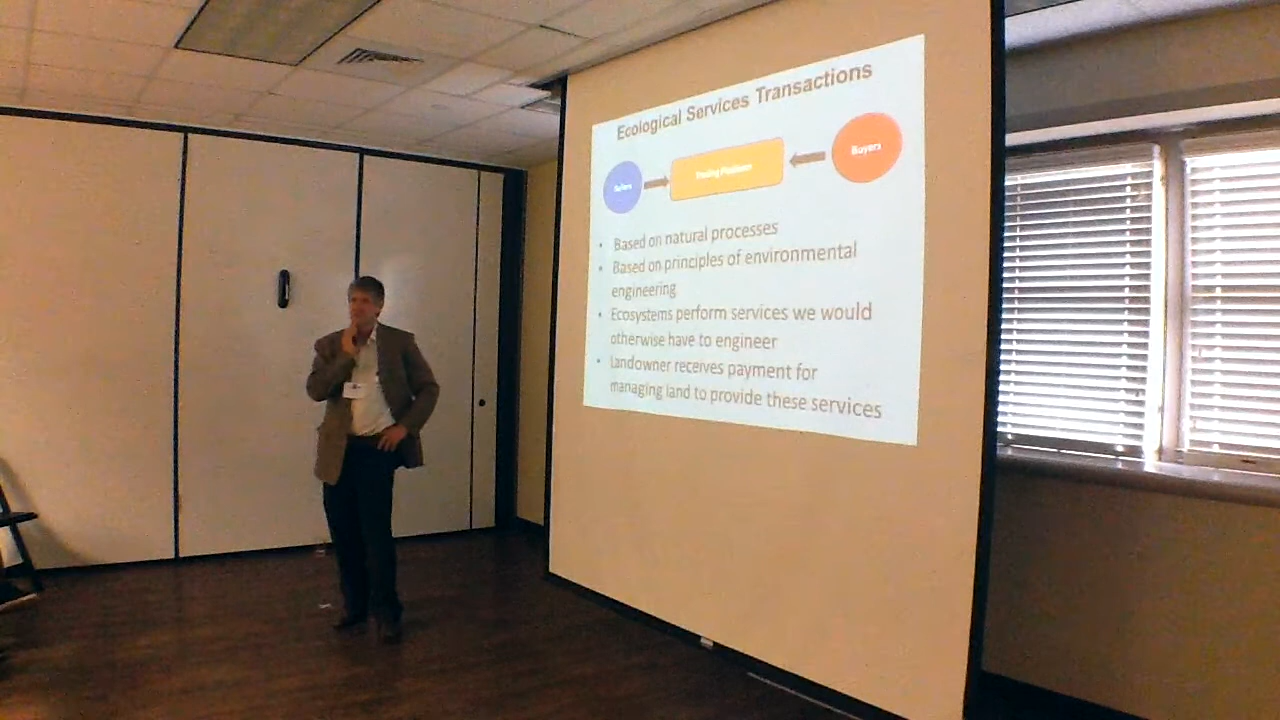 Ecological Services Transactions
Sellers
Trading Platform
Buyers
• Based on natural processes
• Based on principles of environmental
engineering
• Ecosystems perform services we would
otherwise have to engineer
• Landowner receives payment for
managing land to provide these services